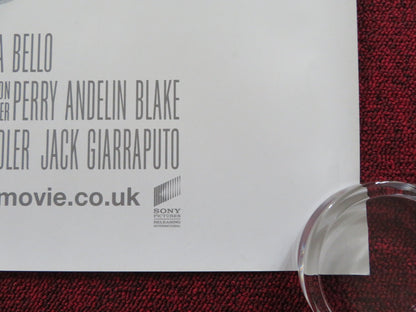 A BELLO
ON
ER PERRY ANDELIN BLAKE
DLER JACK GIARRAPUTO
movie.co.uk
SONY
PICTURES
RELEASING
INTERNATIONAL